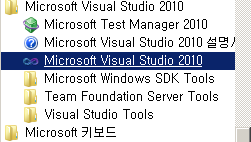 Microsoft Visual Studio 2010
Microsoft Test Manager 2010
Microsoft Visual Studio 2010 설명서
Microsoft Visual Studio 2010
Microsoft Windows SDK Tools
Team Foundation Server Tools
Visual Studio Tools
Microsoft 키보드